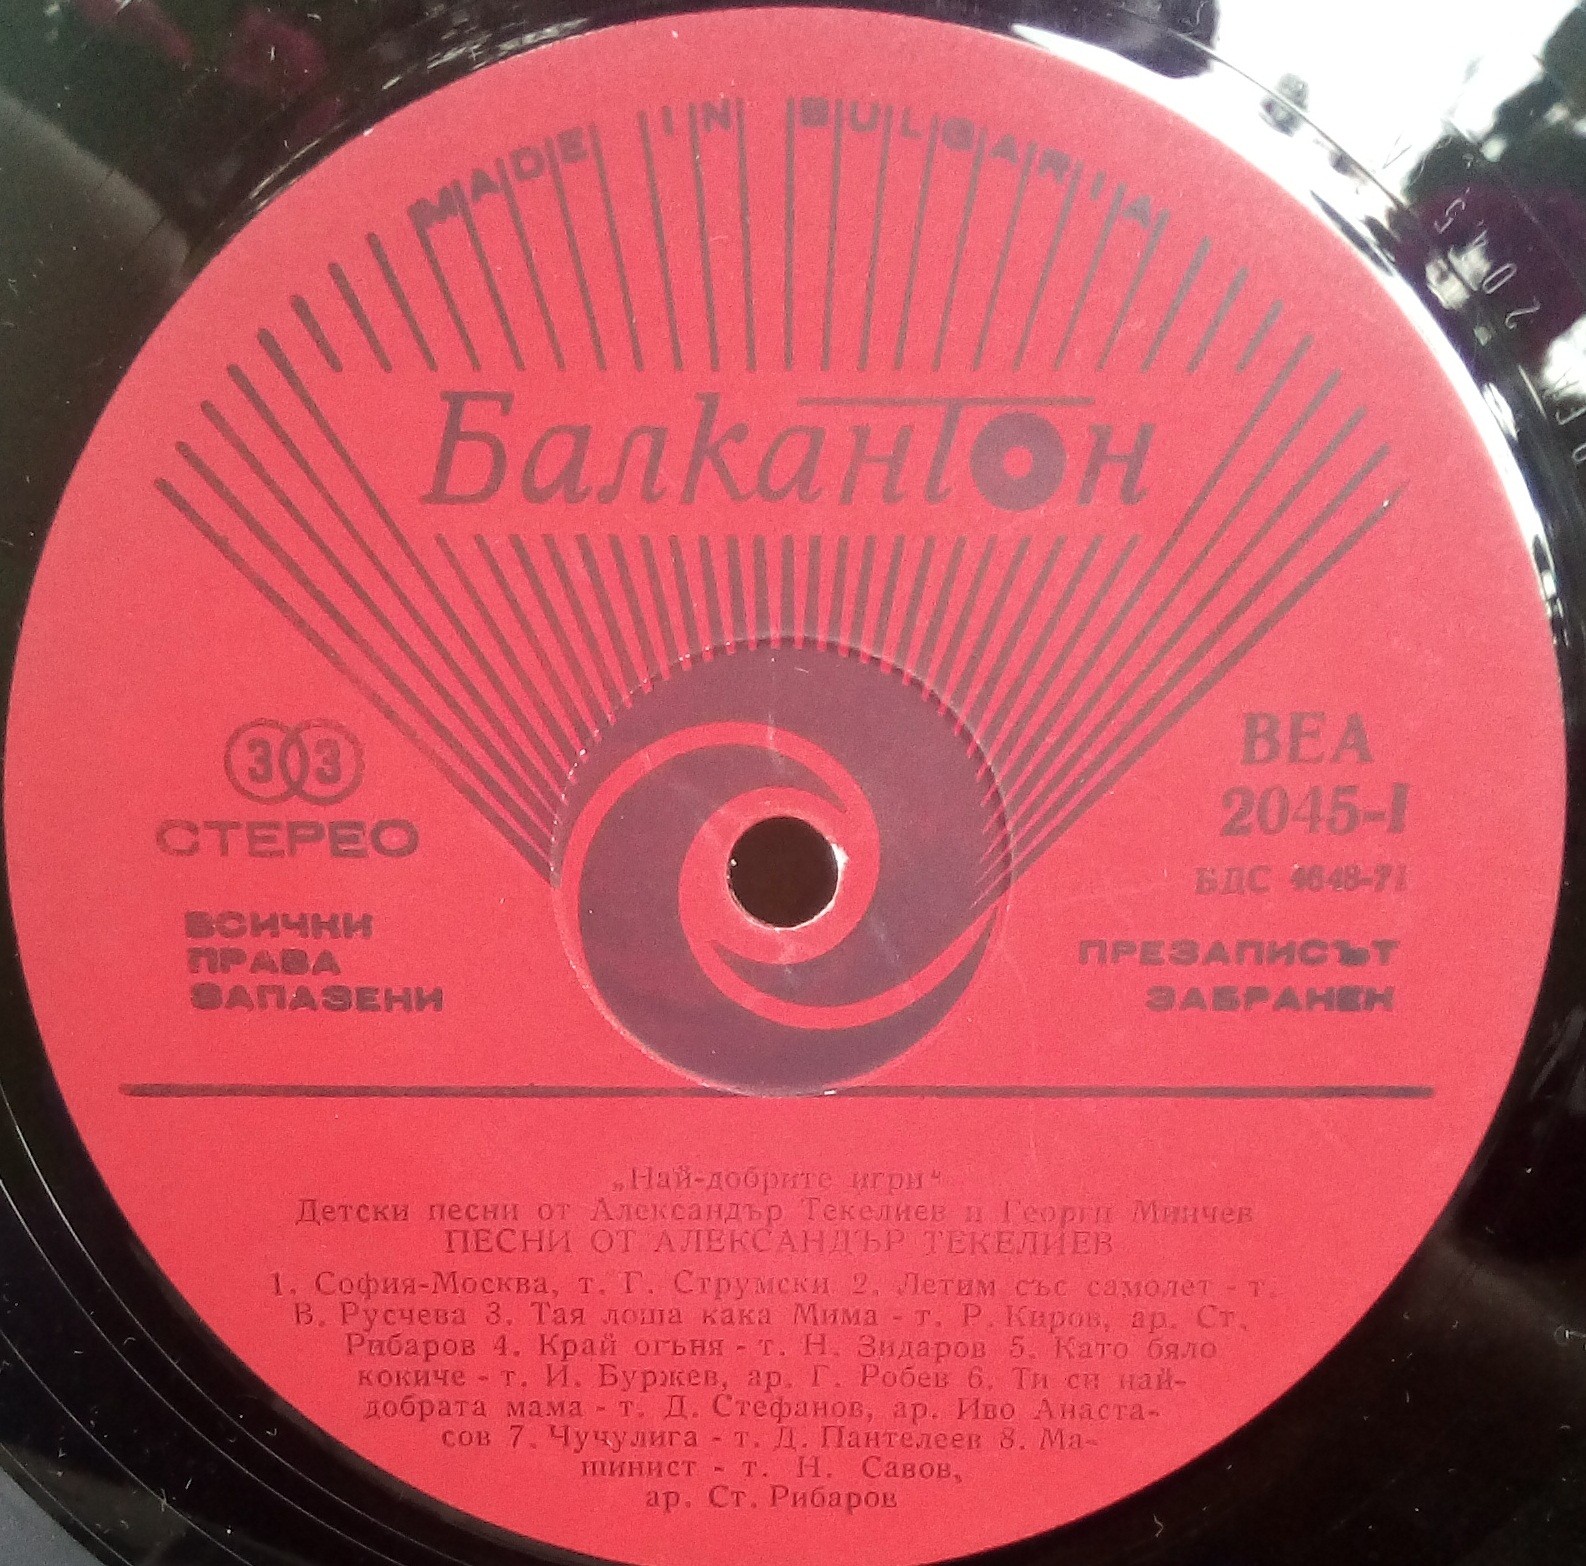 MADE IN BULGARIA
Балкантон
33
СТЕРЕО
ВСИЧКИ
ПРАВА
ЗАПАЗЕНИ
ВЕА
2045-I
БДС 4648-71
ПРЕЗАПИСЪТ
ЗАБРАНЕН
„Най-добрите игри“
Детски песни от Александър Текелиев и Георги Минчев
ПЕСНИ ОТ АЛЕКСАНДЪР ТЕКЕЛИЕВ
1. София-Москва, т. Г. Струмски 2. Летим със самолет - т.
В. Русчева 3. Тая лоша кака Мима - т. Р. Киров, ар. Ст.
Рибаров 4. Край огъня - т. Н. Зидаров 5. Като бяло
кокиче - т. И. Буржев, ар. Г. Робев 6. Ти си най-
добрата мама - т. Д. Стефанов, ар. Иво Анаста-
сов 7. Чучулига - т. Д. Пантелеев 8. Ма-
шинист - т. Н. Савов,
ар. Ст. Рибаров